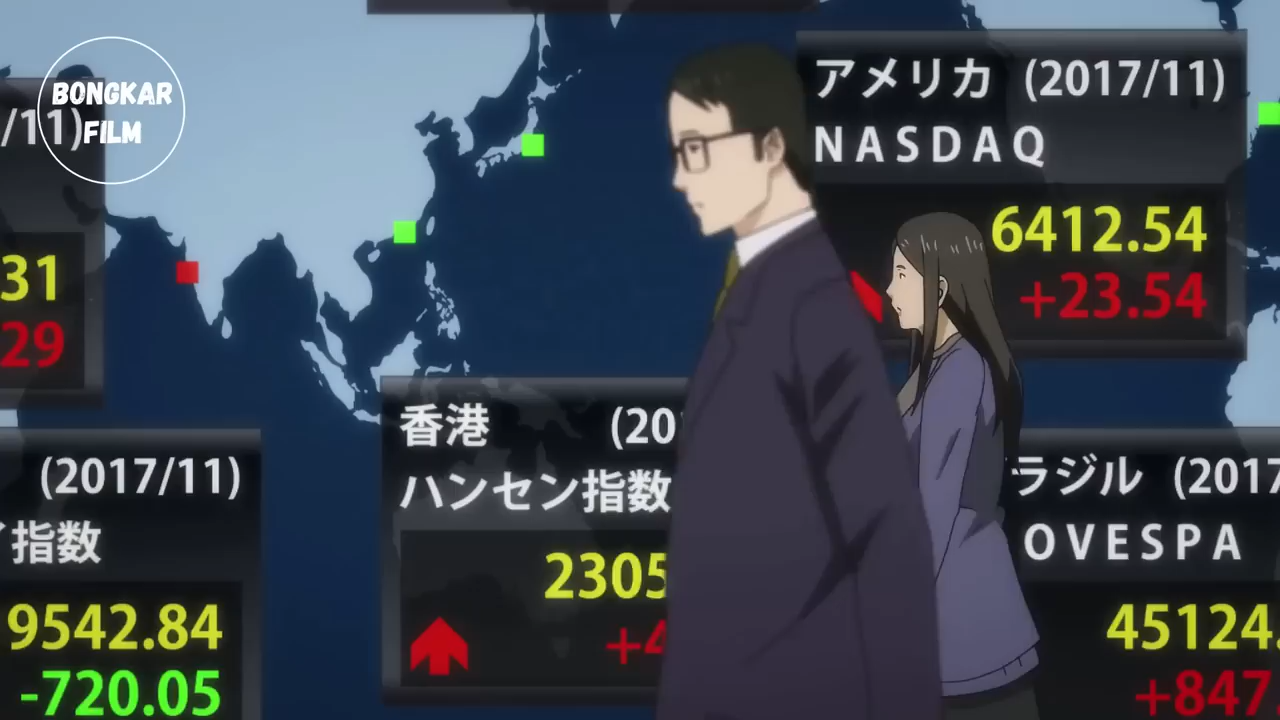 BONGKAR
FILM
/11)
31
29
アメリカ (2017/11)
NASDAQ
6412.54
+23.54
(2017/11)
指数
9542.84
-720.05
香港 (20
ハンセン指数
2305
+4
ラジル (2017
OVESPA
45124.
+847.